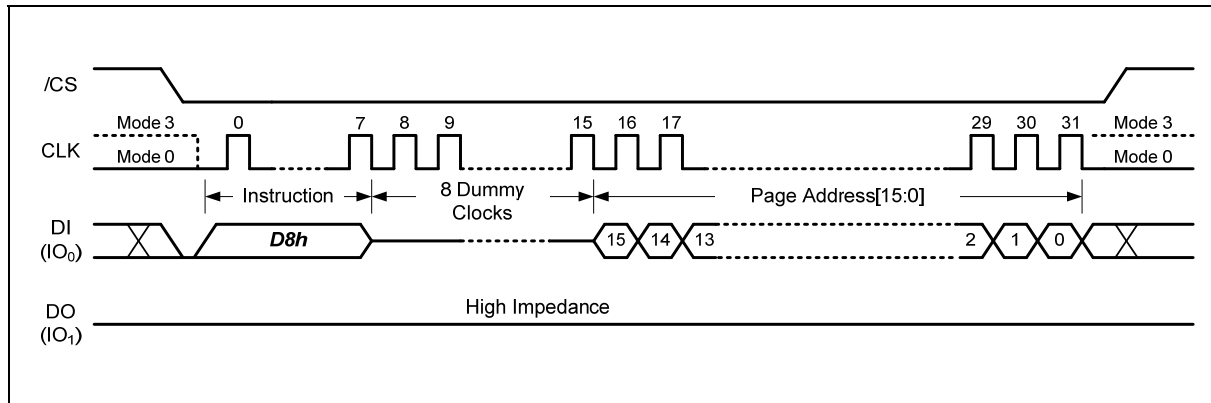 /CS
Mode 3 0 7 8 9 15 16 17 29 30 31 Mode 3
CLK
Mode 0 Mode 0
Instruction 8 Dummy Clocks Page Address[15:0]
DI (IO₀) D8h 15 14 13 2 1 0
High Impedance
DO (IO₁)